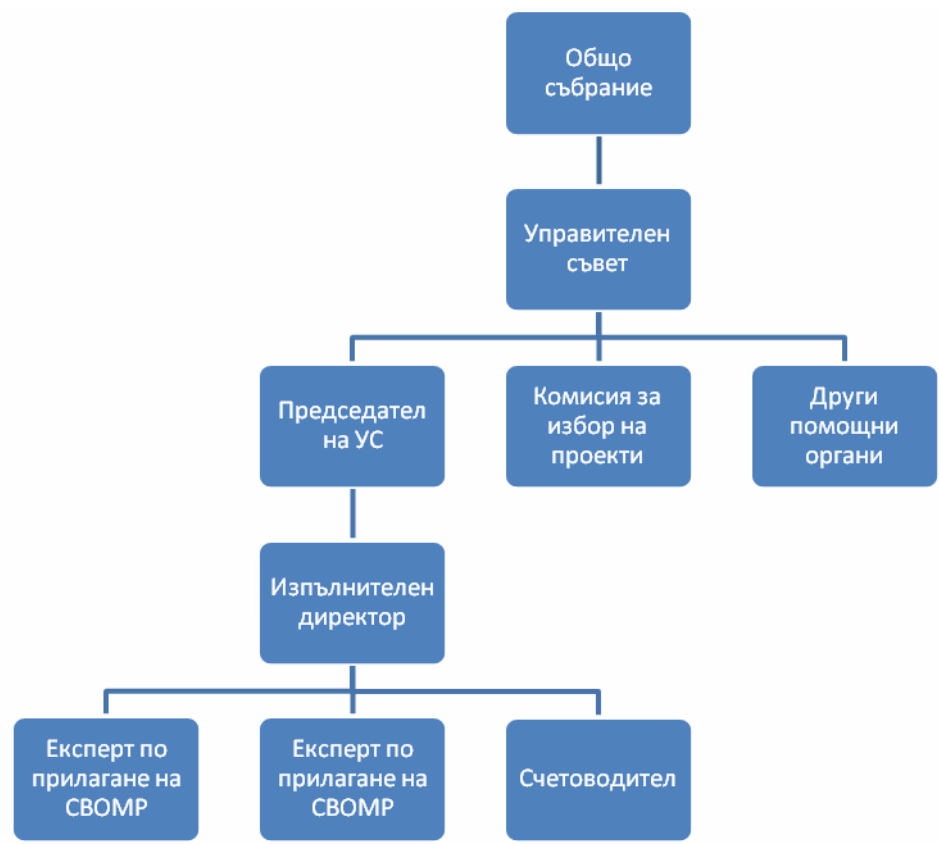 Общо
събрание
Управителен
съвет
Председател
на УС
Комисия за
избор на
проекти
Други
помощни
органи
Изпълнителен
директор
Експерт по
прилагане на
СВОМР
Експерт по
прилагане на
СВОМР
Счетоводител